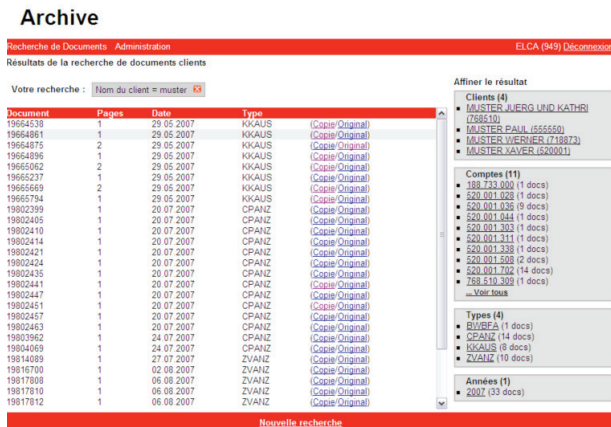 Archive
Recherche de Documents Administration ELCA (949) Déconnexion
Résultats de la recherche de documents clients
Votre recherche : Nom du client = muster
Document Pages Date Type
19664538 1 29.05.2007 KKAUS (Copie/Original)
19664861 1 29.05.2007 KKAUS (Copie/Original)
19664875 2 29.05.2007 KKAUS (Copie/Original)
19664896 1 29.05.2007 KKAUS (Copie/Original)
19665062 2 29.05.2007 KKAUS (Copie/Original)
19665237 1 29.05.2007 KKAUS (Copie/Original)
19665669 2 29.05.2007 KKAUS (Copie/Original)
19665794 1 29.05.2007 KKAUS (Copie/Original)
19802399 1 20.07.2007 CPANZ (Copie/Original)
19802405 1 20.07.2007 CPANZ (Copie/Original)
19802410 1 20.07.2007 CPANZ (Copie/Original)
19802414 1 20.07.2007 CPANZ (Copie/Original)
19802421 1 20.07.2007 CPANZ (Copie/Original)
19802424 1 20.07.2007 CPANZ (Copie/Original)
19802435 1 20.07.2007 CPANZ (Copie/Original)
19802441 1 20.07.2007 CPANZ (Copie/Original)
19802447 1 20.07.2007 CPANZ (Copie/Original)
19802451 1 20.07.2007 CPANZ (Copie/Original)
19802457 1 20.07.2007 CPANZ (Copie/Original)
19802463 1 20.07.2007 CPANZ (Copie/Original)
19803962 1 24.07.2007 CPANZ (Copie/Original)
19804069 1 24.07.2007 CPANZ (Copie/Original)
19814089 1 27.07.2007 ZVANZ (Copie/Original)
19816700 1 02.08.2007 ZVANZ (Copie/Original)
19817808 1 06.08.2007 ZVANZ (Copie/Original)
19817810 1 06.08.2007 ZVANZ (Copie/Original)
19817812 1 06.08.2007 ZVANZ (Copie/Original)
Affiner le résultat
Clients (4)
MUSTER JUERG UND KATHRI
(768510)
MUSTER PAUL (555550)
MUSTER WERNER (718873)
MUSTER XAVER (520001)
Comptes (11)
188.733.000 (1 docs)
520.001.028 (1 docs)
520.001.036 (9 docs)
520.001.044 (1 docs)
520.001.303 (1 docs)
520.001.311 (1 docs)
520.001.338 (1 docs)
520.001.508 (2 docs)
520.001.702 (14 docs)
768.510.309 (1 docs)
... Voir tous
Types (4)
BWBFA (1 docs)
CPANZ (14 docs)
KKAUS (8 docs)
ZVANZ (10 docs)
Années (1)
2007 (33 docs)
Nouvelle recherche